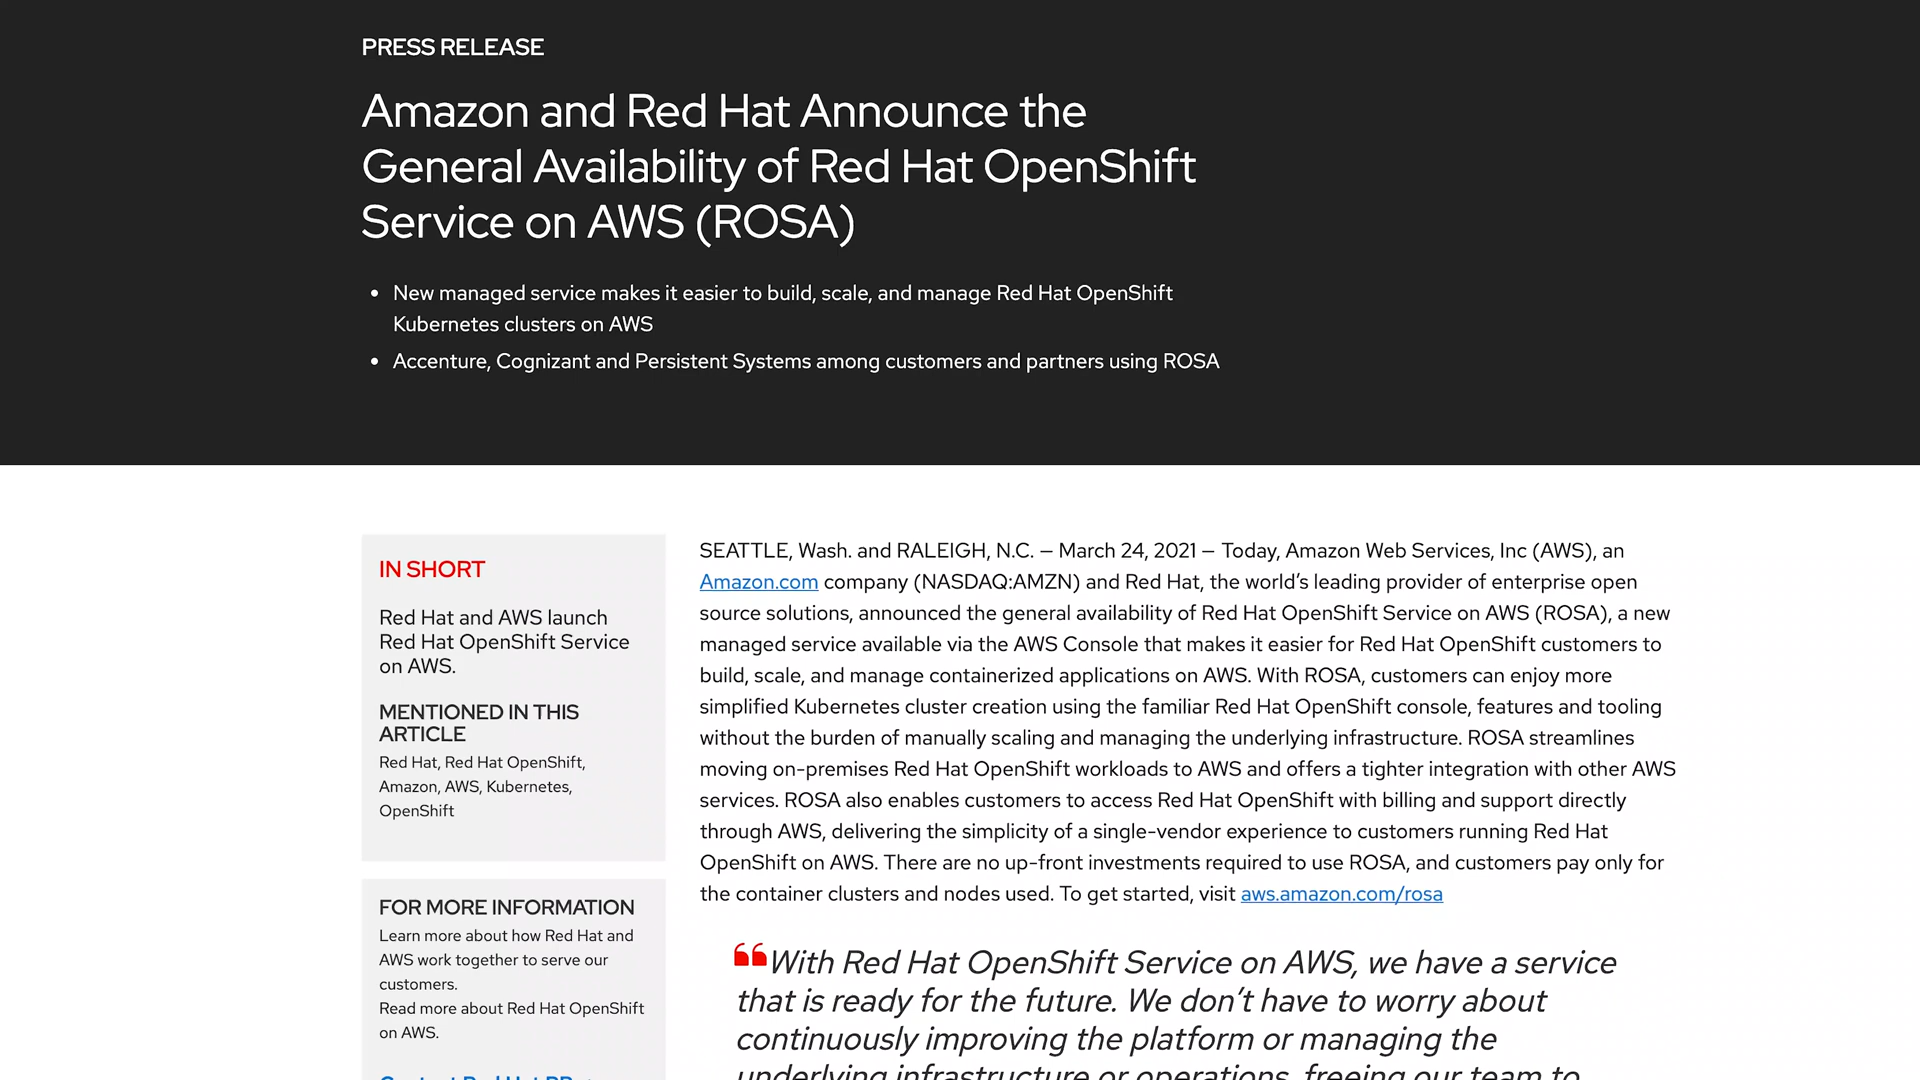 PRESS RELEASE
Amazon and Red Hat Announce the
General Availability of Red Hat OpenShift
Service on AWS (ROSA)
• New managed service makes it easier to build, scale, and manage Red Hat OpenShift
Kubernetes clusters on AWS
• Accenture, Cognizant and Persistent Systems among customers and partners using ROSA
IN SHORT
Red Hat and AWS launch
Red Hat OpenShift Service
on AWS.
MENTIONED IN THIS
ARTICLE
Red Hat, Red Hat OpenShift,
Amazon, AWS, Kubernetes,
OpenShift
FOR MORE INFORMATION
Learn more about how Red Hat and
AWS work together to serve our
customers.
Read more about Red Hat OpenShift
on AWS.
Contact Red Hat PR
SEATTLE, Wash. and RALEIGH, N.C. – March 24, 2021 – Today, Amazon Web Services, Inc (AWS), an
Amazon.com company (NASDAQ:AMZN) and Red Hat, the world’s leading provider of enterprise open
source solutions, announced the general availability of Red Hat OpenShift Service on AWS (ROSA), a new
managed service available via the AWS Console that makes it easier for Red Hat OpenShift customers to
build, scale, and manage containerized applications on AWS. With ROSA, customers can enjoy more
simplified Kubernetes cluster creation using the familiar Red Hat OpenShift console, features and tooling
without the burden of manually scaling and managing the underlying infrastructure. ROSA streamlines
moving on-premises Red Hat OpenShift workloads to AWS and offers a tighter integration with other AWS
services. ROSA also enables customers to access Red Hat OpenShift with billing and support directly
through AWS, delivering the simplicity of a single-vendor experience to customers running Red Hat
OpenShift on AWS. There are no up-front investments required to use ROSA, and customers pay only for
the container clusters and nodes used. To get started, visit aws.amazon.com/rosa
“With Red Hat OpenShift Service on AWS, we have a service
that is ready for the future. We don’t have to worry about
continuously improving the platform or managing the
underlying infrastructure or operations, freeing our team to